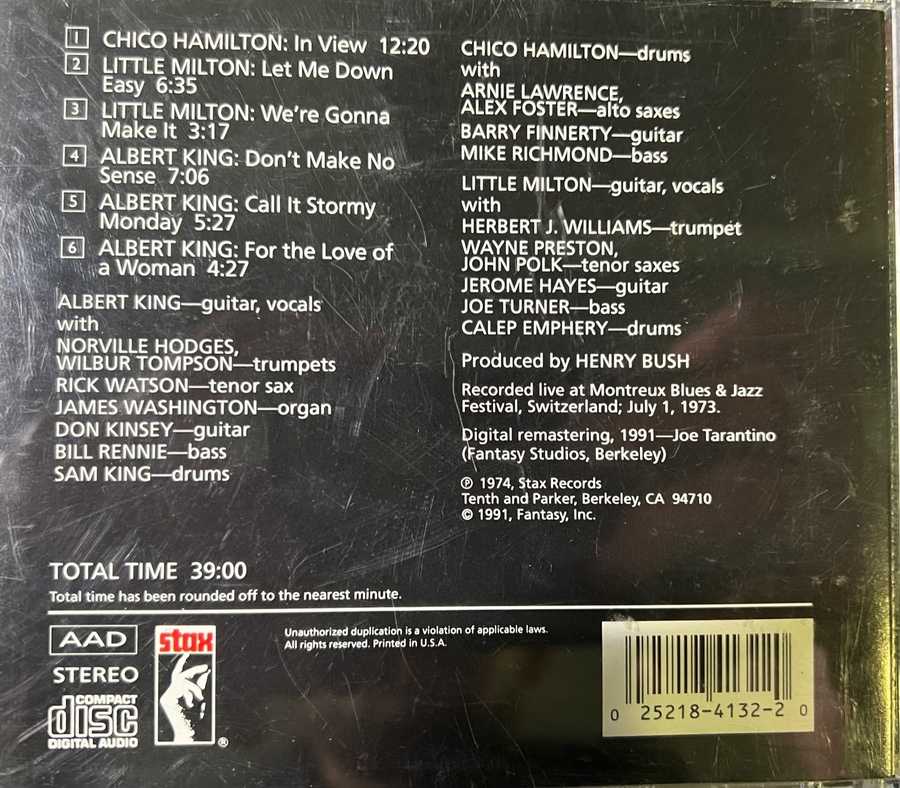 1 CHICO HAMILTON: In View 12:20
2 LITTLE MILTON: Let Me Down
Easy 6:35
3 LITTLE MILTON: We're Gonna
Make It 3:17
4 ALBERT KING: Don't Make No
Sense 7:06
5 ALBERT KING: Call It Stormy
Monday 5:27
6 ALBERT KING: For the Love of
a Woman 4:27
ALBERT KING—guitar, vocals
with
NORVILLE HODGES,
WILBUR TOMPSON—trumpets
RICK WATSON—tenor sax
JAMES WASHINGTON—organ
DON KINSEY—guitar
BILL RENNIE—bass
SAM KING—drums
CHICO HAMILTON—drums
with
ARNIE LAWRENCE,
ALEX FOSTER—alto saxes
BARRY FINNERTY—guitar
MIKE RICHMOND—bass
LITTLE MILTON—guitar, vocals
with
HERBERT J. WILLIAMS—trumpet
WAYNE PRESTON,
JOHN POLK—tenor saxes
JEROME HAYES—guitar
JOE TURNER—bass
CALEP EMPHERY—drums
Produced by HENRY BUSH
Recorded live at Montreux Blues & Jazz
Festival, Switzerland; July 1, 1973.
Digital remastering, 1991—Joe Tarantino
(Fantasy Studios, Berkeley)
℗ 1974, Stax Records
Tenth and Parker, Berkeley, CA 94710
© 1991, Fantasy, Inc.
TOTAL TIME 39:00
Total time has been rounded off to the nearest minute.
AAD
STEREO
COMPACT
disc
DIGITAL AUDIO
stax
®
Unauthorized duplication is a violation of applicable laws.
All rights reserved. Printed in U.S.A.
0 25218-4132-2 0